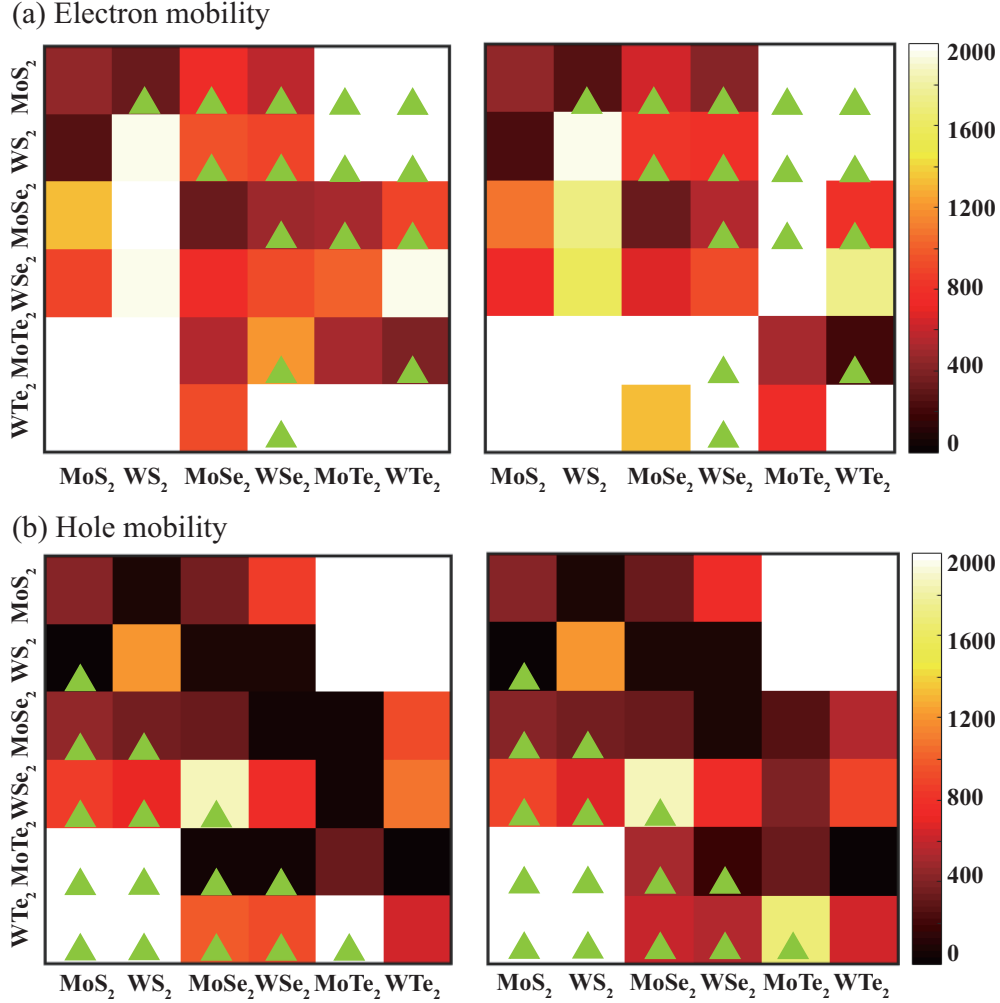 (a) Electron mobility
MoS₂
WS₂
MoSe₂
WSe₂
MoTe₂
WTe₂
2000
1600
1200
800
400
0
MoS₂ WS₂ MoSe₂ WSe₂ MoTe₂ WTe₂
MoS₂ WS₂ MoSe₂ WSe₂ MoTe₂ WTe₂
(b) Hole mobility
MoS₂
WS₂
MoSe₂
WSe₂
MoTe₂
WTe₂
2000
1600
1200
800
400
0
MoS₂ WS₂ MoSe₂ WSe₂ MoTe₂ WTe₂
MoS₂ WS₂ MoSe₂ WSe₂ MoTe₂ WTe₂